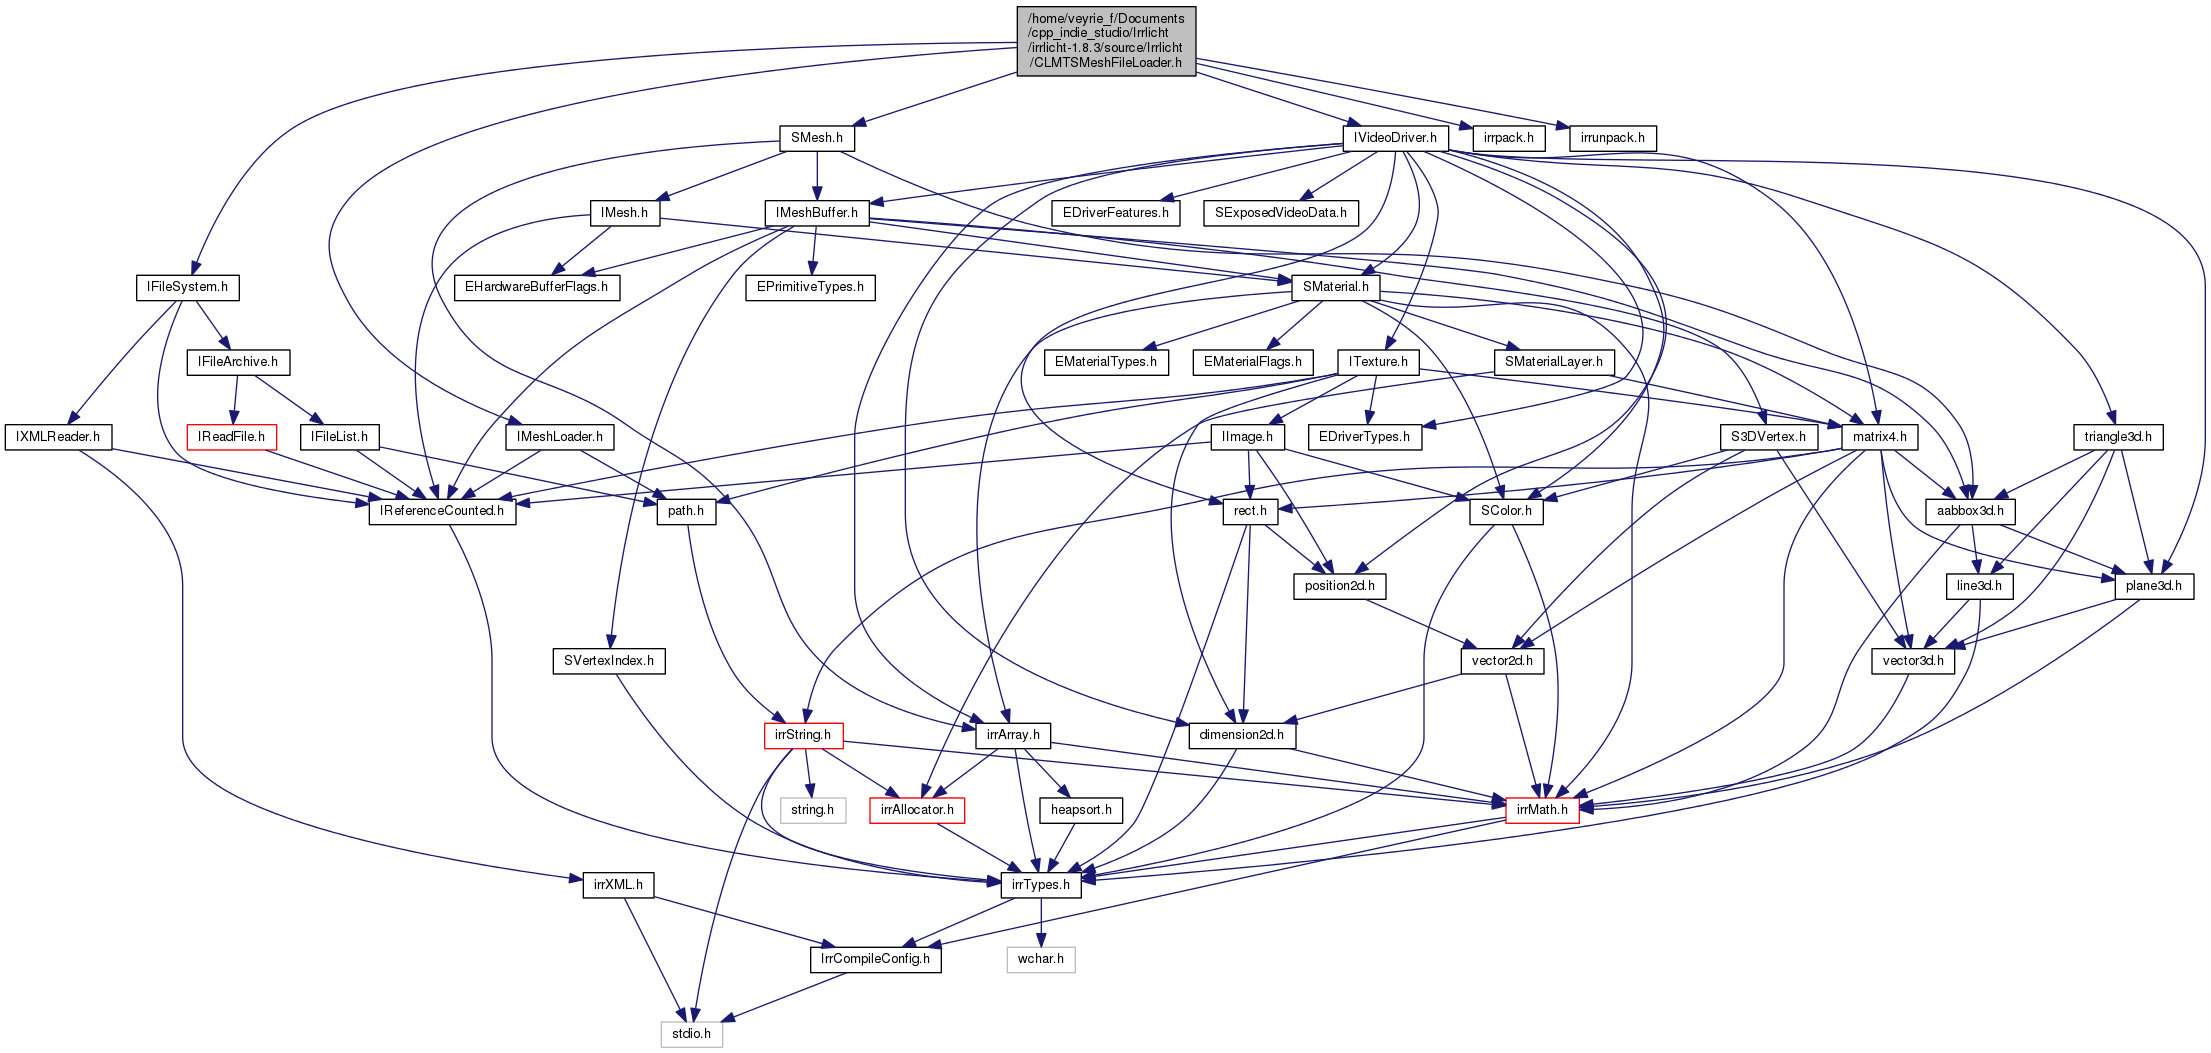 /home/veyrie_f/Documents
/cpp_indie_studio/Irrlicht
/irrlicht-1.8.3/source/Irrlicht
/CLMTSMeshFileLoader.h
SMesh.h
IVideoDriver.h
irrpack.h
irrunpack.h
IMesh.h
IMeshBuffer.h
EDriverFeatures.h
SExposedVideoData.h
IFileSystem.h
EHardwareBufferFlags.h
EPrimitiveTypes.h
SMaterial.h
IFileArchive.h
EMaterialTypes.h
EMaterialFlags.h
ITexture.h
SMaterialLayer.h
IXMLReader.h
IReadFile.h
IFileList.h
IMeshLoader.h
IImage.h
EDriverTypes.h
S3DVertex.h
matrix4.h
triangle3d.h
IReferenceCounted.h
path.h
rect.h
SColor.h
aabbox3d.h
position2d.h
line3d.h
plane3d.h
SVertexIndex.h
vector2d.h
vector3d.h
irrString.h
irrArray.h
dimension2d.h
string.h
irrAllocator.h
heapsort.h
irrMath.h
irrXML.h
irrTypes.h
IrrCompileConfig.h
wchar.h
stdio.h